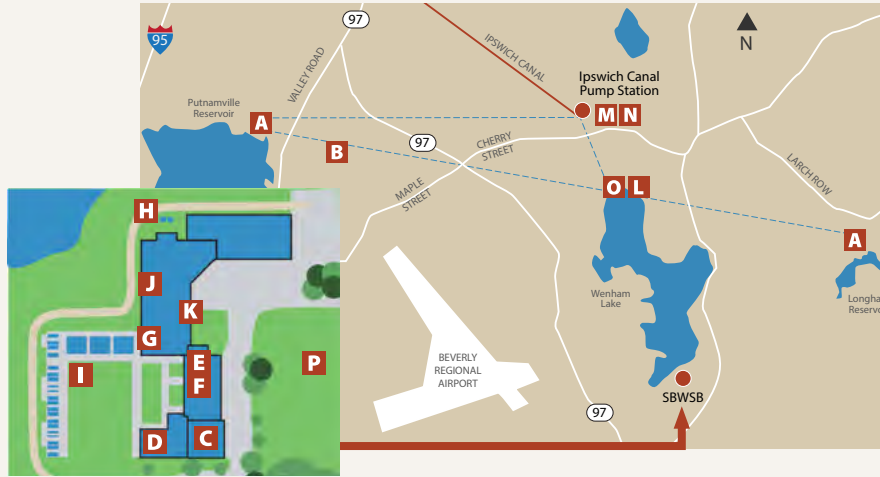 95
97
VALLEY ROAD
IPSWICH CANAL
N
Ipswich Canal
Pump Station
M N
Putnamville
Reservoir
A
B
97
CHERRY
STREET
MAPLE
STREET
LARCH ROW
O L
A
Longha
Reservo
Wenham
Lake
BEVERLY
REGIONAL
AIRPORT
SBWSB
97
H
J
K
G
E
F
I
P
D
C